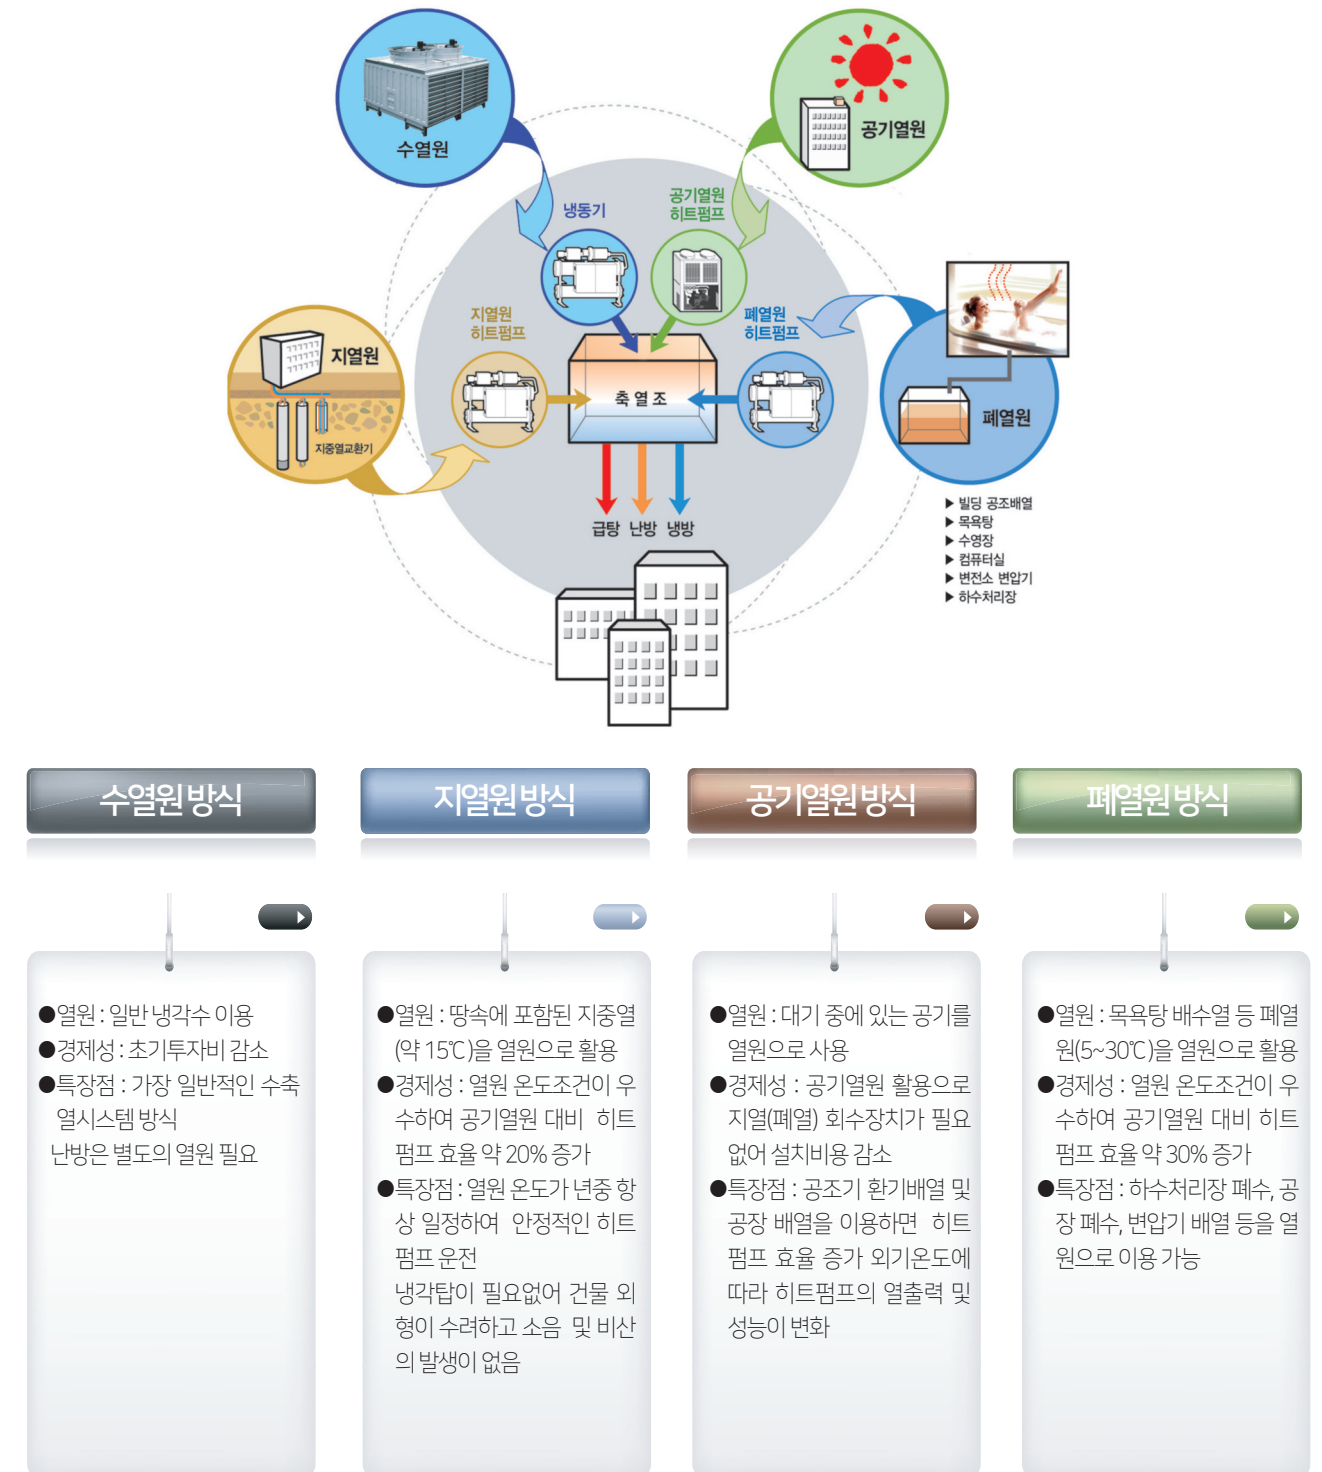 수열원
공기열원
냉동기
공기열원
히트펌프
지열원
히트펌프
폐열원
히트펌프
지열원
지중열교환기
축 열 조
폐열원
급탕 난방 냉방
▶ 빌딩 공조배열
▶ 목욕탕
▶ 수영장
▶ 컴퓨터실
▶ 변전소 변압기
▶ 하수처리장
수열원 방식
●열원 : 일반 냉각수 이용
●경제성 : 초기투자비 감소
●특장점 : 가장 일반적인 수축
열시스템 방식
난방은 별도의 열원 필요
지열원 방식
●열원 : 땅속에 포함된 지중열
(약 15℃)을 열원으로 활용
●경제성 : 열원 온도조건이 우
수하여 공기열원 대비 히트
펌프 효율 약 20% 증가
●특장점 : 열원 온도가 년중 항
상 일정하여 안정적인 히트
펌프 운전
냉각탑이 필요없어 건물 외
형이 수려하고 소음 및 비산
의 발생이 없음
공기열원 방식
●열원 : 대기 중에 있는 공기를
열원으로 사용
●경제성 : 공기열원 활용으로
지열(폐열) 회수장치가 필요
없어 설치비용 감소
●특장점 : 공조기 환기배열 및
공장 배열을 이용하면 히트
펌프 효율 증가 외기온도에
따라 히트펌프의 열출력 및
성능이 변화
폐열원 방식
●열원 : 목욕탕 배수열 등 폐열
원(5~30℃)을 열원으로 활용
●경제성 : 열원 온도조건이 우
수하여 공기열원 대비 히트
펌프 효율 약 30% 증가
●특장점 : 하수처리장 폐수, 공
장 폐수, 변압기 배열 등을 열
원으로 이용 가능